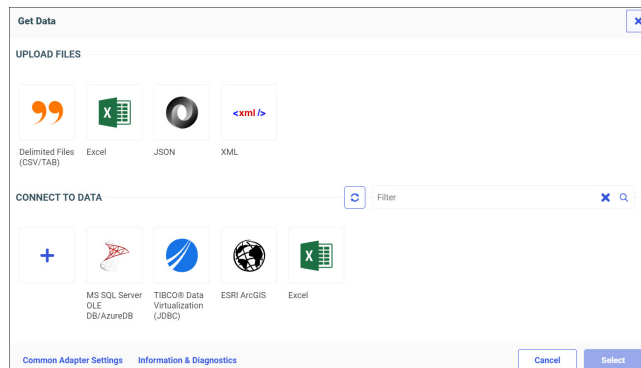 Get Data
UPLOAD FILES
<xml />
Delimited Files
(CSV/TAB)
Excel
JSON
XML
CONNECT TO DATA
Filter
MS SQL Server
OLE
DB/AzureDB
TIBCO® Data
Virtualization
(JDBC)
ESRI ArcGIS
Excel
Common Adapter Settings
Information & Diagnostics
Cancel
Select